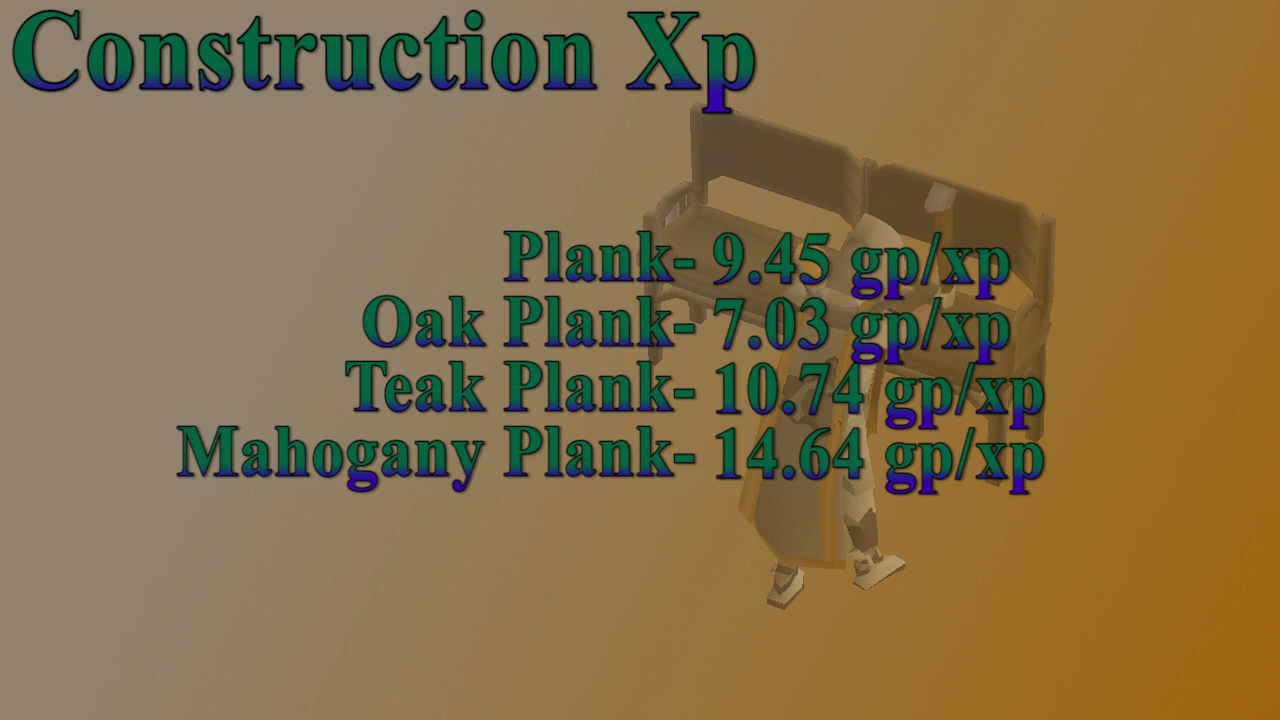 Construction Xp
Plank- 9.45 gp/xp
Oak Plank- 7.03 gp/xp
Teak Plank- 10.74 gp/xp
Mahogany Plank- 14.64 gp/xp